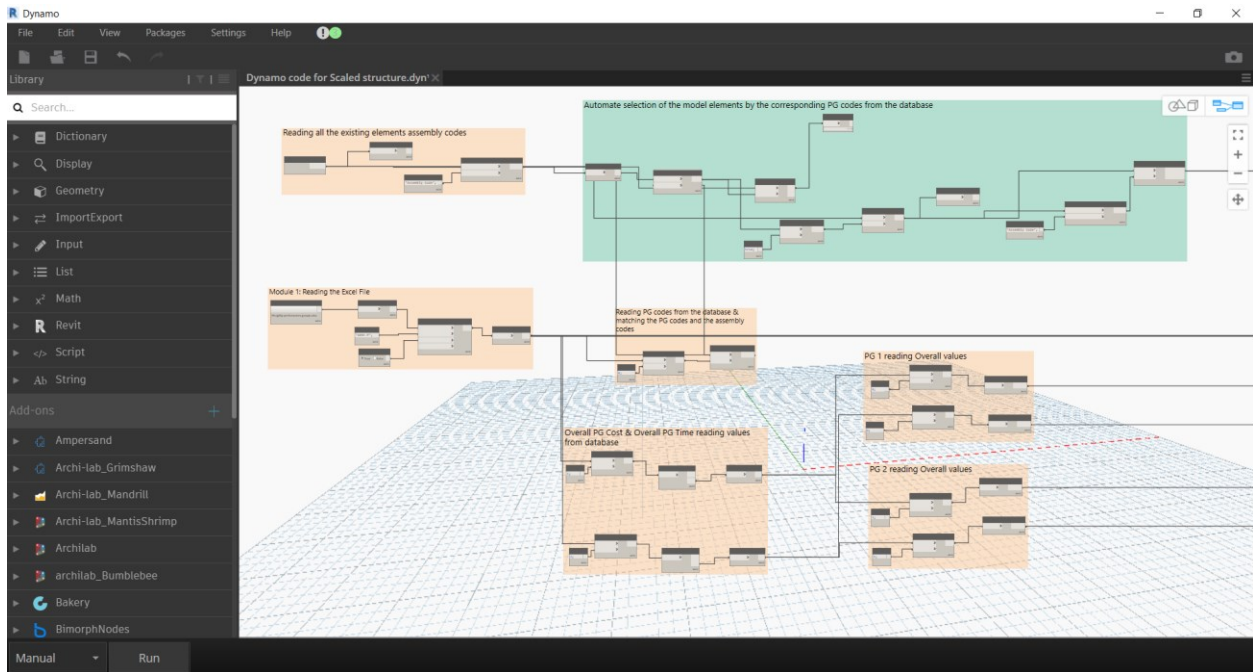 Dynamo
File Edit View Packages Settings Help
Library
Dynamo code for Scaled structure.dyn*
Search...
Dictionary
Display
Geometry
ImportExport
Input
List
Math
Revit
Script
String
Add-ons
Ampersand
Archi-lab_Grimshaw
Archi-lab_Mandrill
Archi-lab_MantisShrimp
Archilab
archilab_Bumblebee
Bakery
BimorphNodes
Reading all the existing elements assembly codes
Automate selection of the model elements by the corresponding PG codes from the database
Module 1: Reading the Excel File
Reading PG codes from the database &
matching the PG codes and the assembly
codes
PG 1 reading Overall values
Overall PG Cost & Overall PG Time reading values
from database
PG 2 reading Overall values
Manual
Run